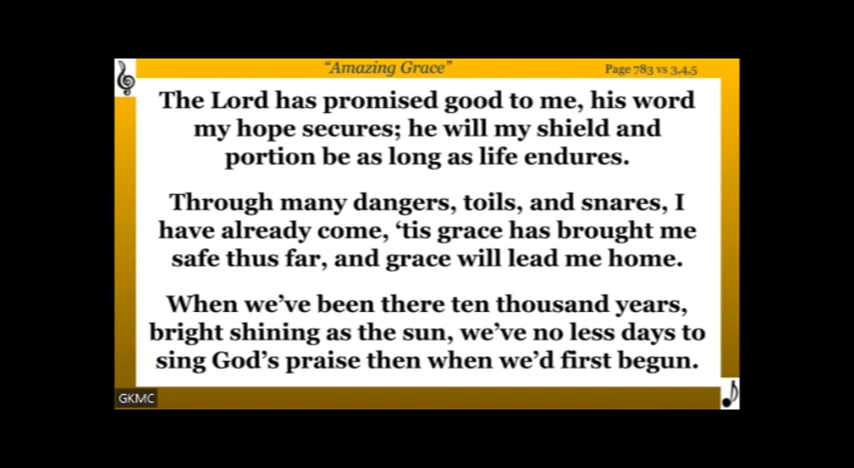 “Amazing Grace”
Page 783 vs 3,4,5
The Lord has promised good to me, his word
my hope secures; he will my shield and
portion be as long as life endures.
Through many dangers, toils, and snares, I
have already come, ‘tis grace has brought me
safe thus far, and grace will lead me home.
When we’ve been there ten thousand years,
bright shining as the sun, we’ve no less days to
sing God’s praise then when we’d first begun.
GKMC